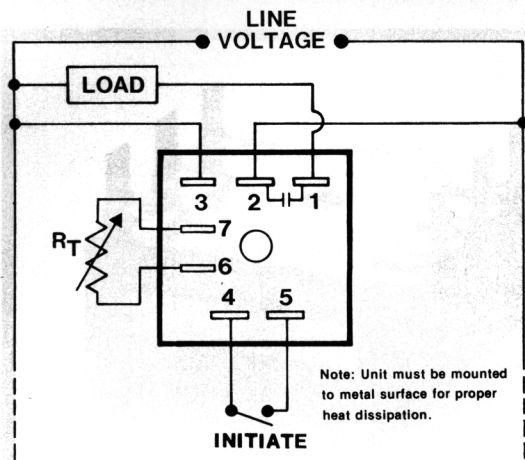 LINE
VOLTAGE
LOAD
3 2 1
7
RT
6
4 5
Note: Unit must be mounted
to metal surface for proper
heat dissipation.
INITIATE